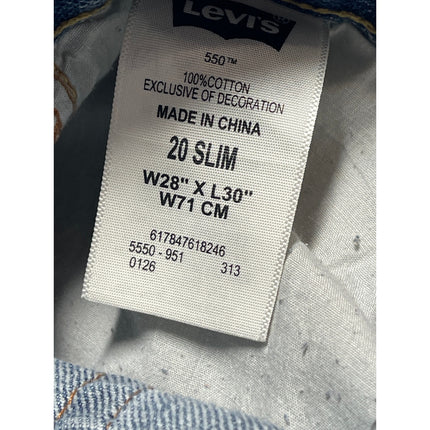 Levi's ®
550™
100%COTTON
EXCLUSIVE OF DECORATION
MADE IN CHINA
20 SLIM
W28" X L30"
W71 CM
617847618246
5550 - 951
0126 313